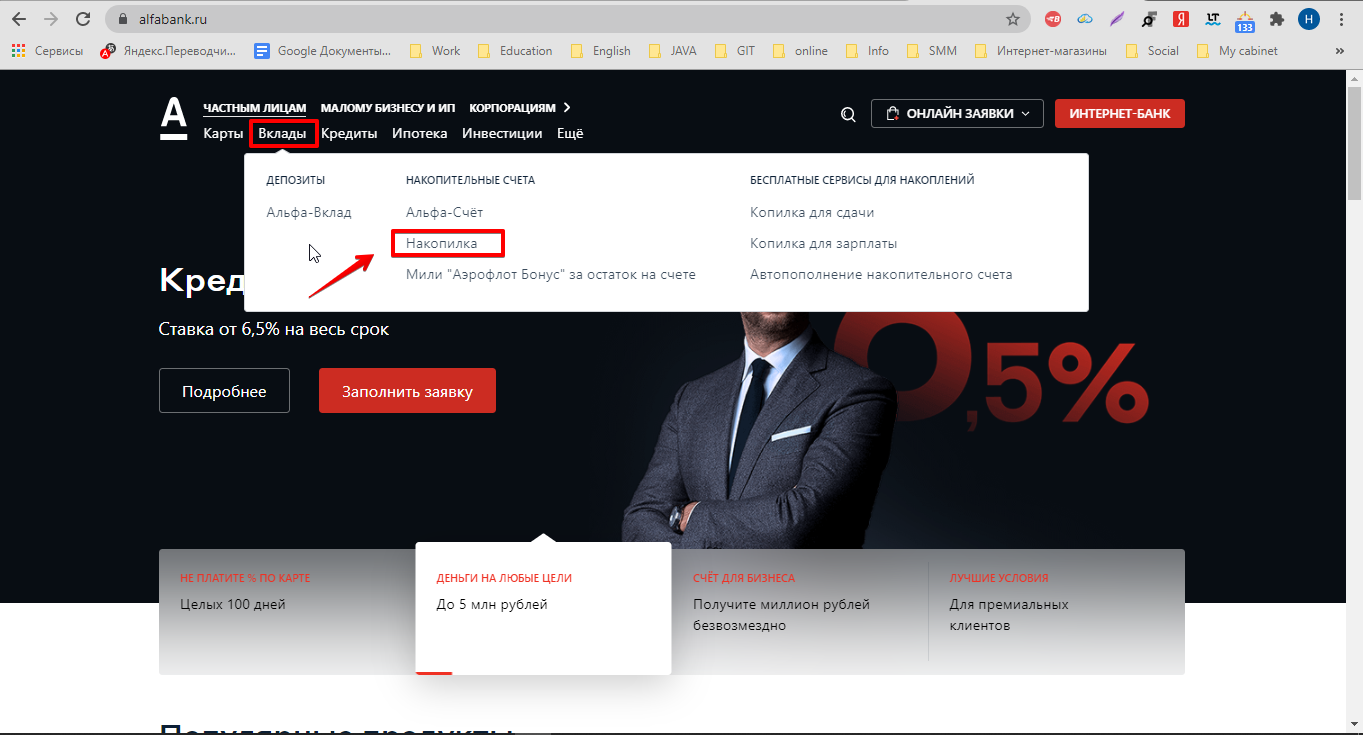 alfabank.ru
133
H
Сервисы
Яндекс.Переводчи...
Google Документы...
Work
Education
English
JAVA
GIT
online
Info
SMM
Интернет-магазины
Social
My cabinet
»
А
ЧАСТНЫМ ЛИЦАМ МАЛОМУ БИЗНЕСУ И ИП КОРПОРАЦИЯМ
Карты Вклады Кредиты Ипотека Инвестиции Ещё
ОНЛАЙН ЗАЯВКИ
ИНТЕРНЕТ-БАНК
ДЕПОЗИТЫ
Альфа-Вклад
НАКОПИТЕЛЬНЫЕ СЧЕТА
Альфа-Счёт
Накопилка
Мили "Аэрофлот Бонус" за остаток на счете
БЕСПЛАТНЫЕ СЕРВИСЫ ДЛЯ НАКОПЛЕНИЙ
Копилка для сдачи
Копилка для зарплаты
Автопополнение накопительного счета
Кред
Ставка от 6,5% на весь срок
Подробнее
Заполнить заявку
,5%
НЕ ПЛАТИТЕ % ПО КАРТЕ
Целых 100 дней
ДЕНЬГИ НА ЛЮБЫЕ ЦЕЛИ
До 5 млн рублей
СЧЁТ ДЛЯ БИЗНЕСА
Получите миллион рублей
безвозмездно
ЛУЧШИЕ УСЛОВИЯ
Для премиальных
клиентов
Популярные продукты